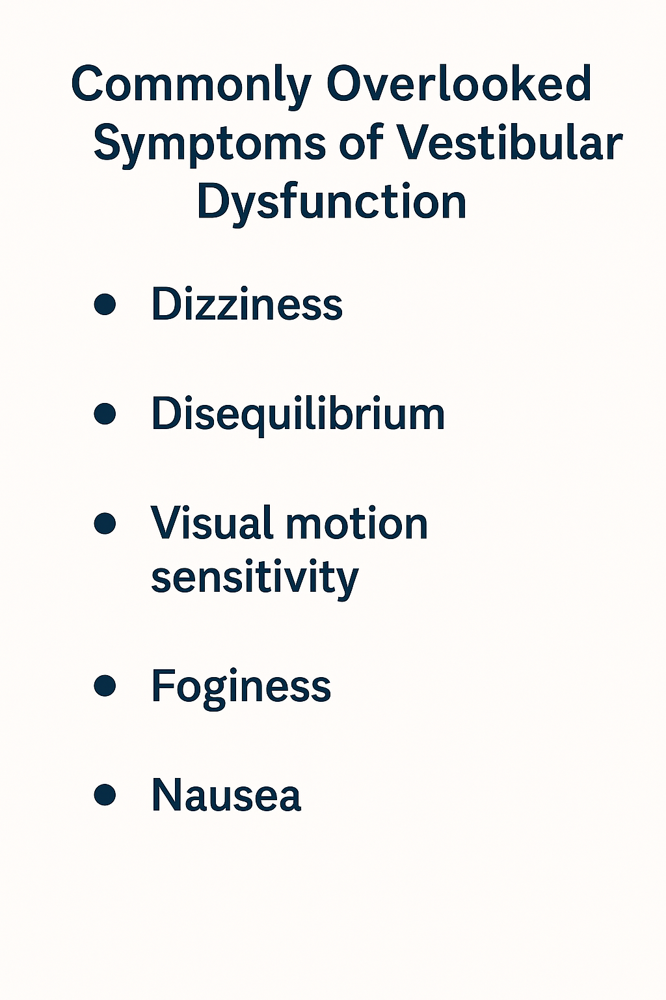 Commonly Overlooked
Symptoms of Vestibular
Dysfunction
● Dizziness
● Disequilibrium
● Visual motion
sensitivity
● Foginess
● Nausea